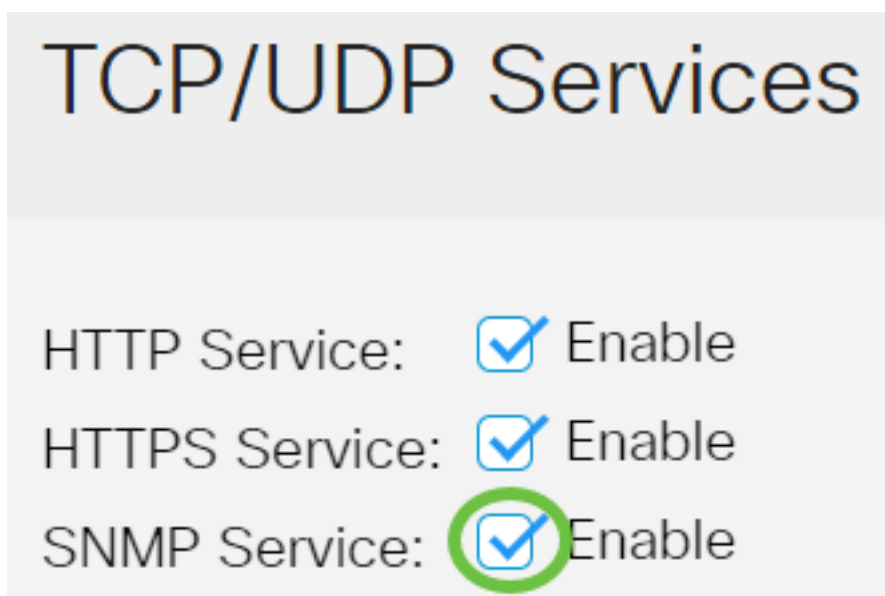 TCP/UDP Services
HTTP Service: Enable
HTTPS Service: Enable
SNMP Service: Enable